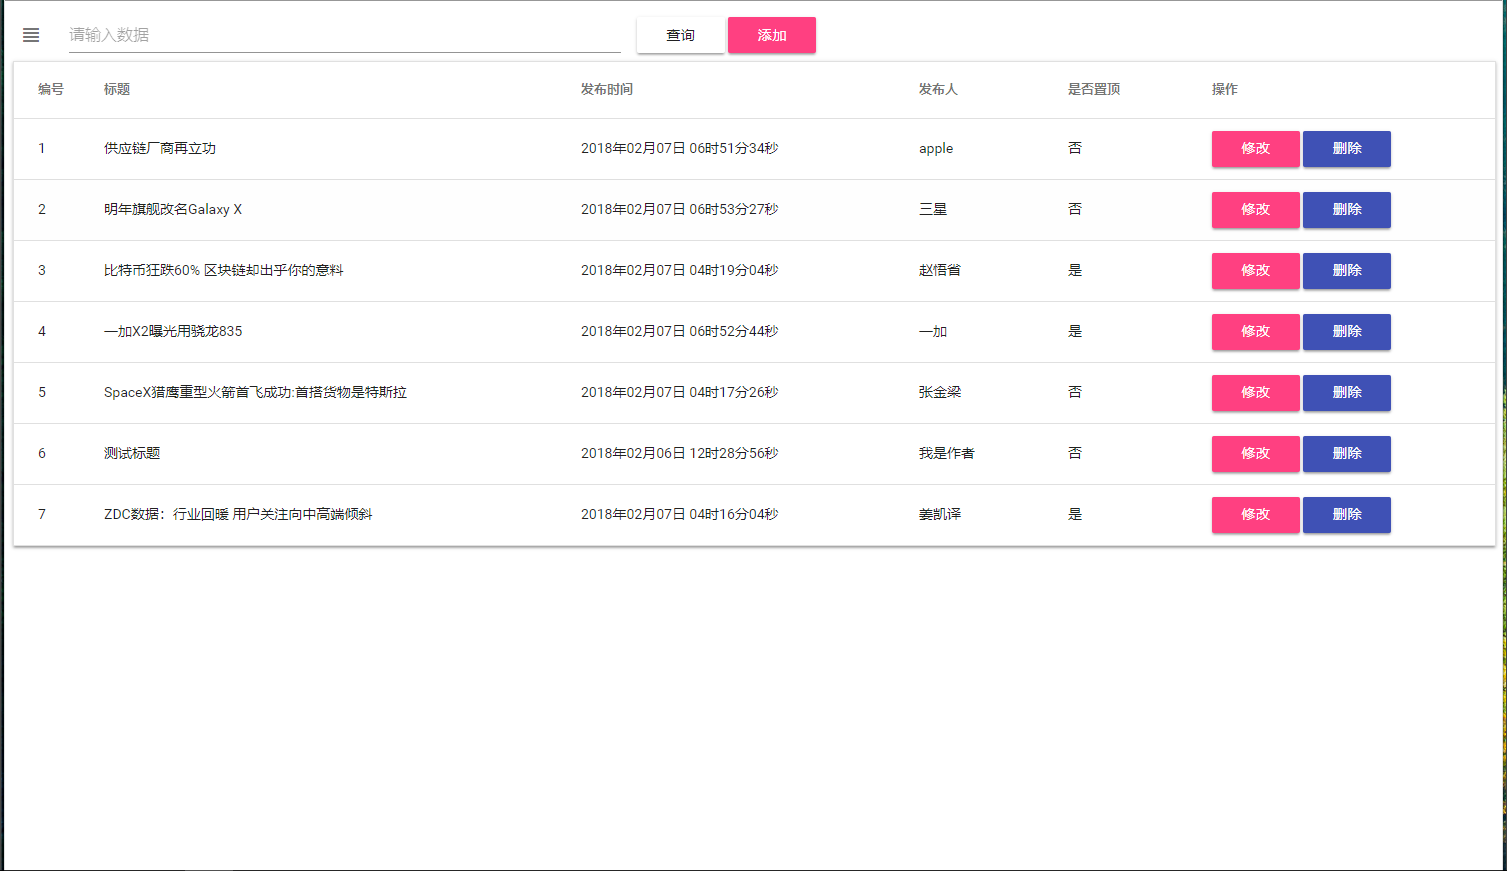 请输入数据 查询 添加
编号 标题 发布时间 发布人 是否置顶 操作
1 供应链厂商再立功 2018年02月07日 06时51分34秒 apple 否 修改 删除
2 明年旗舰改名Galaxy X 2018年02月07日 06时53分27秒 三星 否 修改 删除
3 比特币狂跌60% 区块链却出乎你的意料 2018年02月07日 04时19分04秒 赵悟省 是 修改 删除
4 一加X2曝光用骁龙835 2018年02月07日 06时52分44秒 一加 是 修改 删除
5 SpaceX猎鹰重型火箭首飞成功:首搭货物是特斯拉 2018年02月07日 04时17分26秒 张金梁 否 修改 删除
6 测试标题 2018年02月06日 12时28分56秒 我是作者 否 修改 删除
7 ZDC数据：行业回暖 用户关注向中高端倾斜 2018年02月07日 04时16分04秒 姜凯译 是 修改 删除